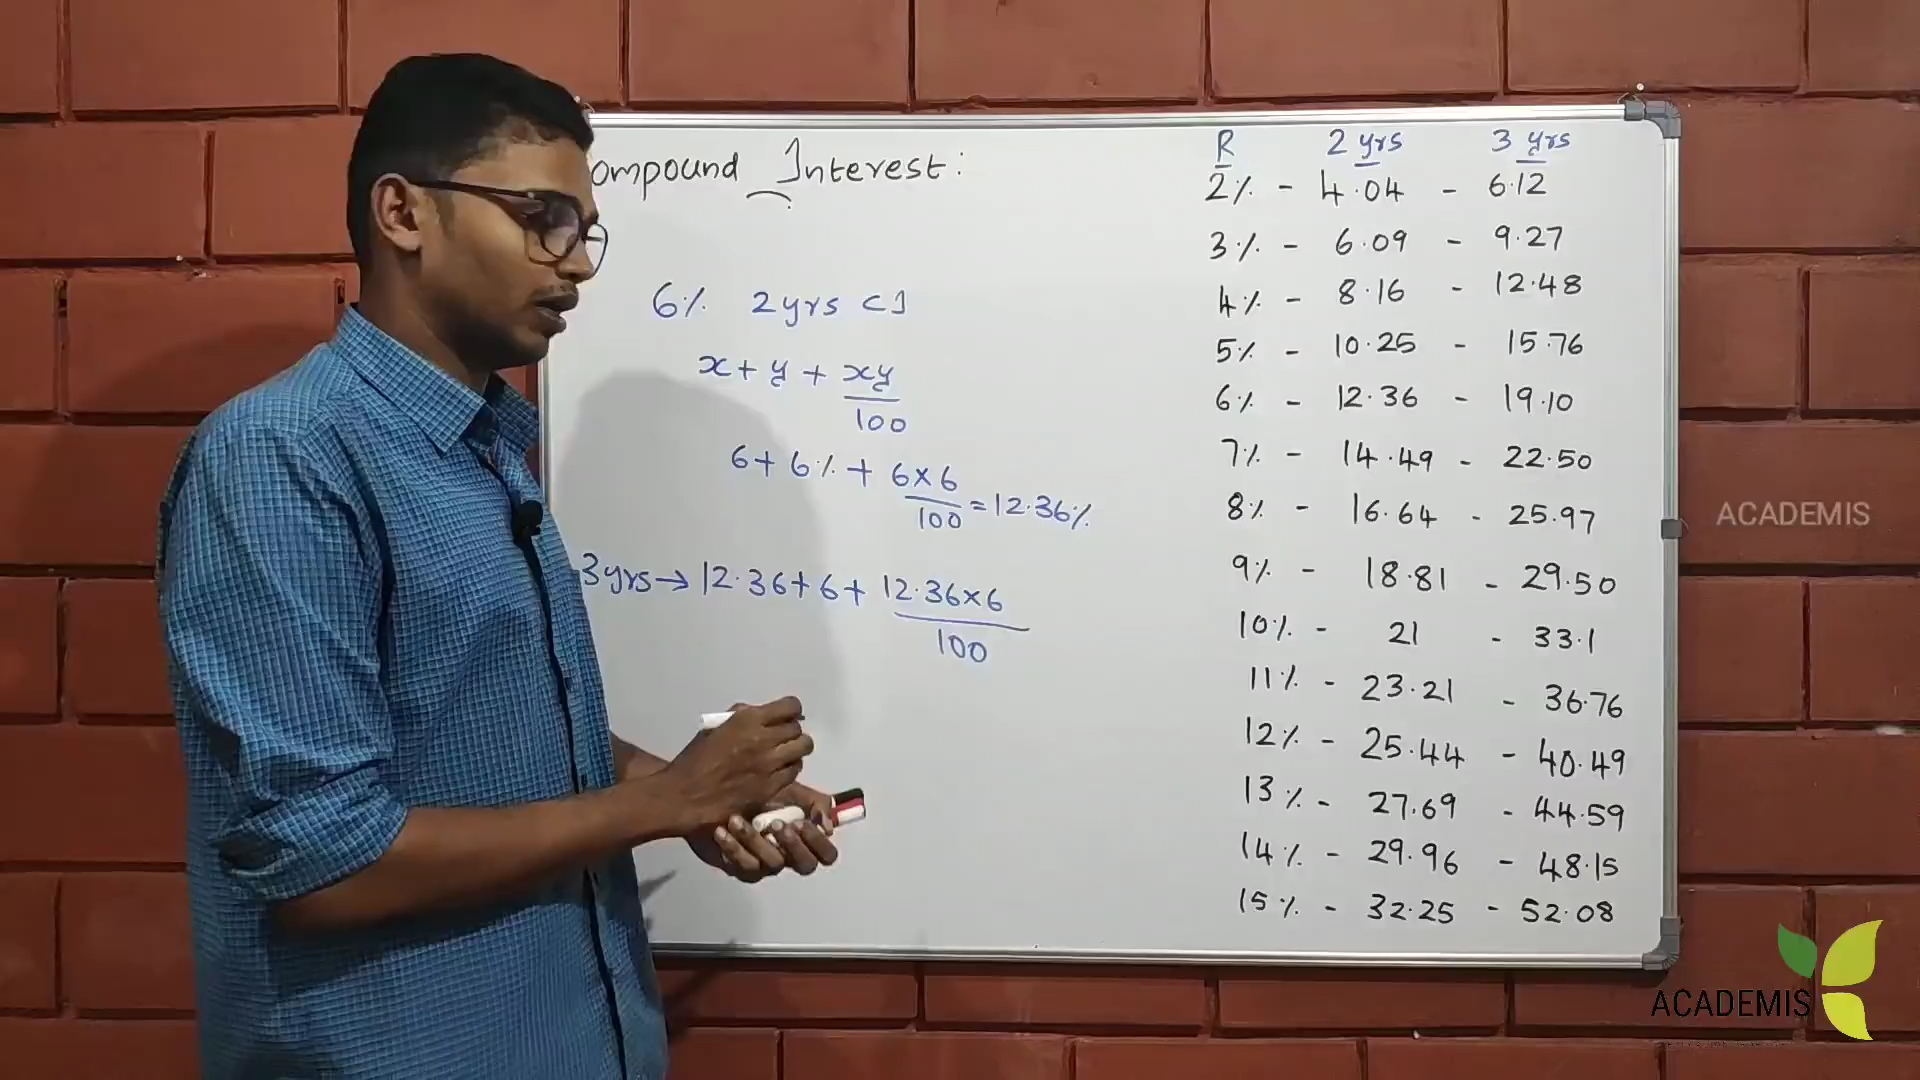 ompound Interest:
6% 2yrs CI
x + y + xy
100
6 + 6% + 6×6
100 = 12.36%
3yrs → 12.36 + 6 + 12.36×6
100
R 2 yrs 3 yrs
2% - 4.04 - 6.12
3% - 6.09 - 9.27
4% - 8.16 - 12.48
5% - 10.25 - 15.76
6% - 12.36 - 19.10
7% - 14.49 - 22.50
8% - 16.64 - 25.97
9% - 18.81 - 29.50
10% - 21 - 33.1
11% - 23.21 - 36.76
12% - 25.44 - 40.49
13% - 27.69 - 44.59
14% - 29.96 - 48.15
15% - 32.25 - 52.08
ACADEMIS
ACADEMIS